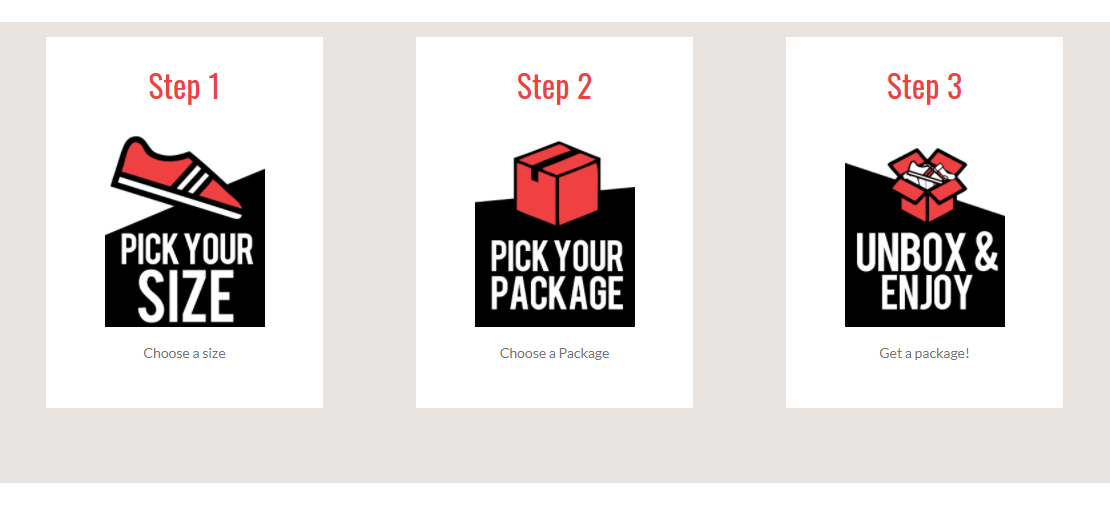 Step 1
PICK YOUR
SIZE
Choose a size
Step 2
PICK YOUR
PACKAGE
Choose a Package
Step 3
UNBOX &
ENJOY
Get a package!